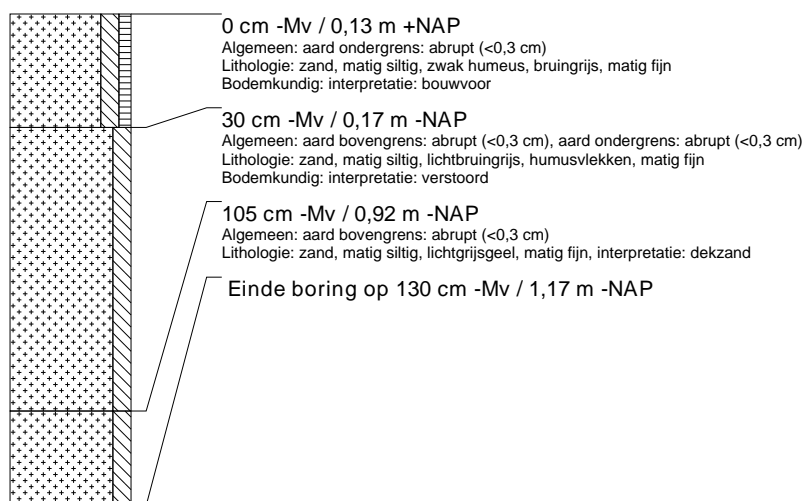 0 cm -Mv / 0,13 m +NAP
Algemeen: aard ondergrens: abrupt (<0,3 cm)
Lithologie: zand, matig siltig, zwak humeus, bruingrijs, matig fijn
Bodemkundig: interpretatie: bouwvoor
30 cm -Mv / 0,17 m -NAP
Algemeen: aard bovengrens: abrupt (<0,3 cm), aard ondergrens: abrupt (<0,3 cm)
Lithologie: zand, matig siltig, lichtbruingrijs, humusvlekken, matig fijn
Bodemkundig: interpretatie: verstoord
105 cm -Mv / 0,92 m -NAP
Algemeen: aard bovengrens: abrupt (<0,3 cm)
Lithologie: zand, matig siltig, lichtgrijsgeel, matig fijn, interpretatie: dekzand
Einde boring op 130 cm -Mv / 1,17 m -NAP